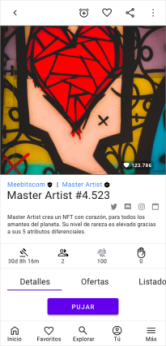 123.786
Meebitscom | Master Artist
Master Artist #4.523
Master Artist crea un NFT con corazón, para todos los
amantes del planeta. Su nivel de rareza es elevada gracias
a sus 5 atributos diferenciales.
30d 8h 16m 2 100 0
Detalles Ofertas Listado
PUJAR
Inicio Favoritos Explorar Tú Más